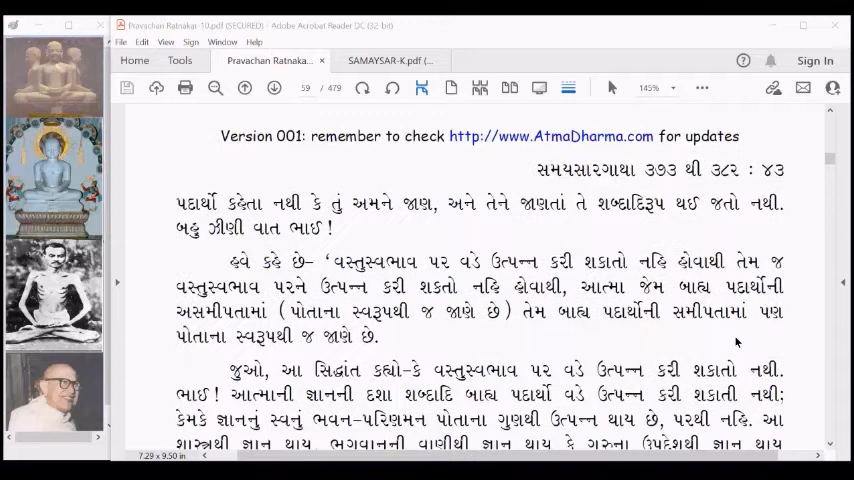 Pravachan Ratnakar-10.pdf (SECURED) - Adobe Acrobat Reader DC (32-bit)
File Edit View Sign Window Help
Home Tools Pravachan Ratnaka... × SAMAYSAR-K.pdf (... Sign In
59 / 479 145%
Version 001: remember to check http://www.AtmaDharma.com for updates
સમયસારગાથા ૩૭૩ થી ૩૮૨ : ૪૩
પદાર્થો કહેતા નથી કે તું અમને જાણ, અને તેને જાણતાં તે શબ્દાદિરૂપ થઈ જતો નથી.
બહુ ઝીણી વાત ભાઈ!
હવે કહે છે- ‘વસ્તુસ્વભાવ પર વડે ઉત્પન્ન કરી શકાતો નહિ હોવાથી તેમ જ
વસ્તુસ્વભાવ પરને ઉત્પન્ન કરી શકતો નહિ હોવાથી, આત્મા જેમ બાહ્ય પદાર્થોની
અસમીપતામાં (પોતાના સ્વરૂપથી જ જાણે છે) તેમ બાહ્ય પદાર્થોની સમીપતામાં પણ
પોતાના સ્વરૂપથી જ જાણે છે.
જુઓ, આ સિદ્ધાંત કહ્યો-કે વસ્તુસ્વભાવ પર વડે ઉત્પન્ન કરી શકાતો નથી.
ભાઈ! આત્માની જ્ઞાનની દશા શબ્દાદિ બાહ્ય પદાર્થો વડે ઉત્પન્ન કરી શકાતી નથી;
કેમકે જ્ઞાનનું સ્વનું ભવન-પરિણમન પોતાના ગુણથી ઉત્પન્ન થાય છે, પરથી નહિ. આ
શાસ્ત્રથી જ્ઞાન થાય, ભગવાનની વાણીથી જ્ઞાન થાય કે ગુરુના ઉપદેશથી જ્ઞાન થાય
7.29 x 9.50 in